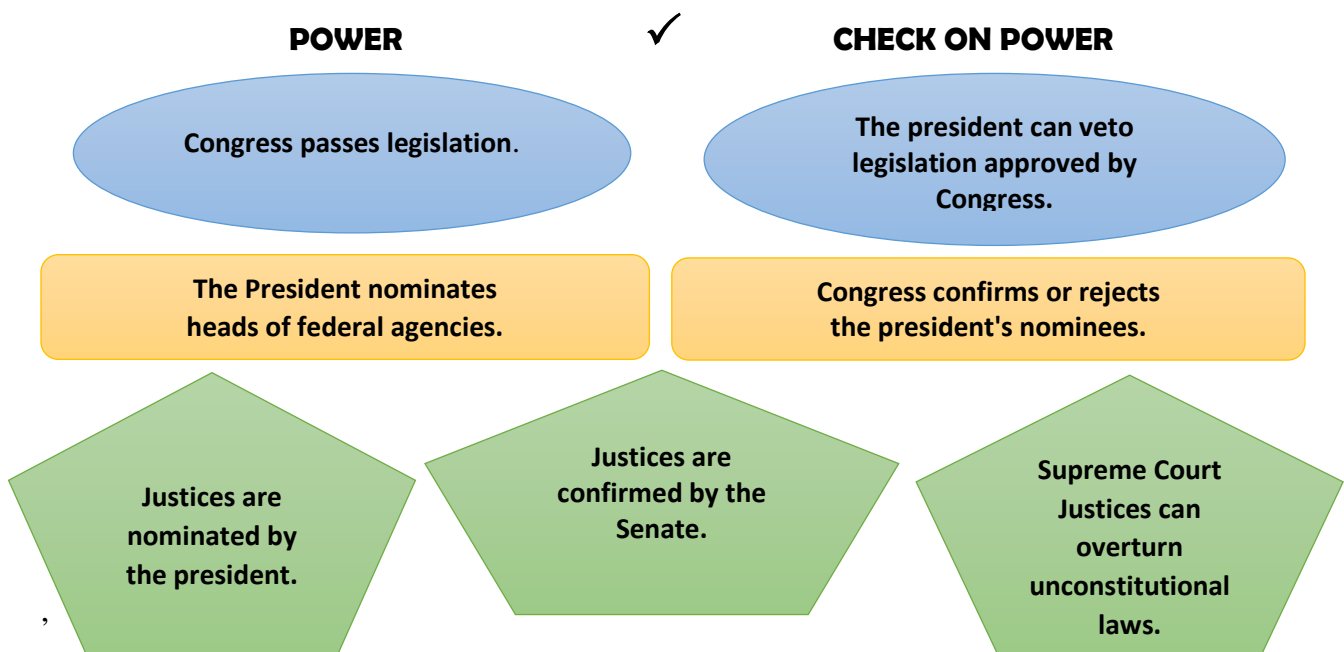 POWER ✓ CHECK ON POWER
Congress passes legislation.
The president can veto
legislation approved by
Congress.
The President nominates
heads of federal agencies.
Congress confirms or rejects
the president's nominees.
Justices are
nominated by
the president.
Justices are
confirmed by the
Senate.
Supreme Court
Justices can
overturn
unconstitutional
laws.
,